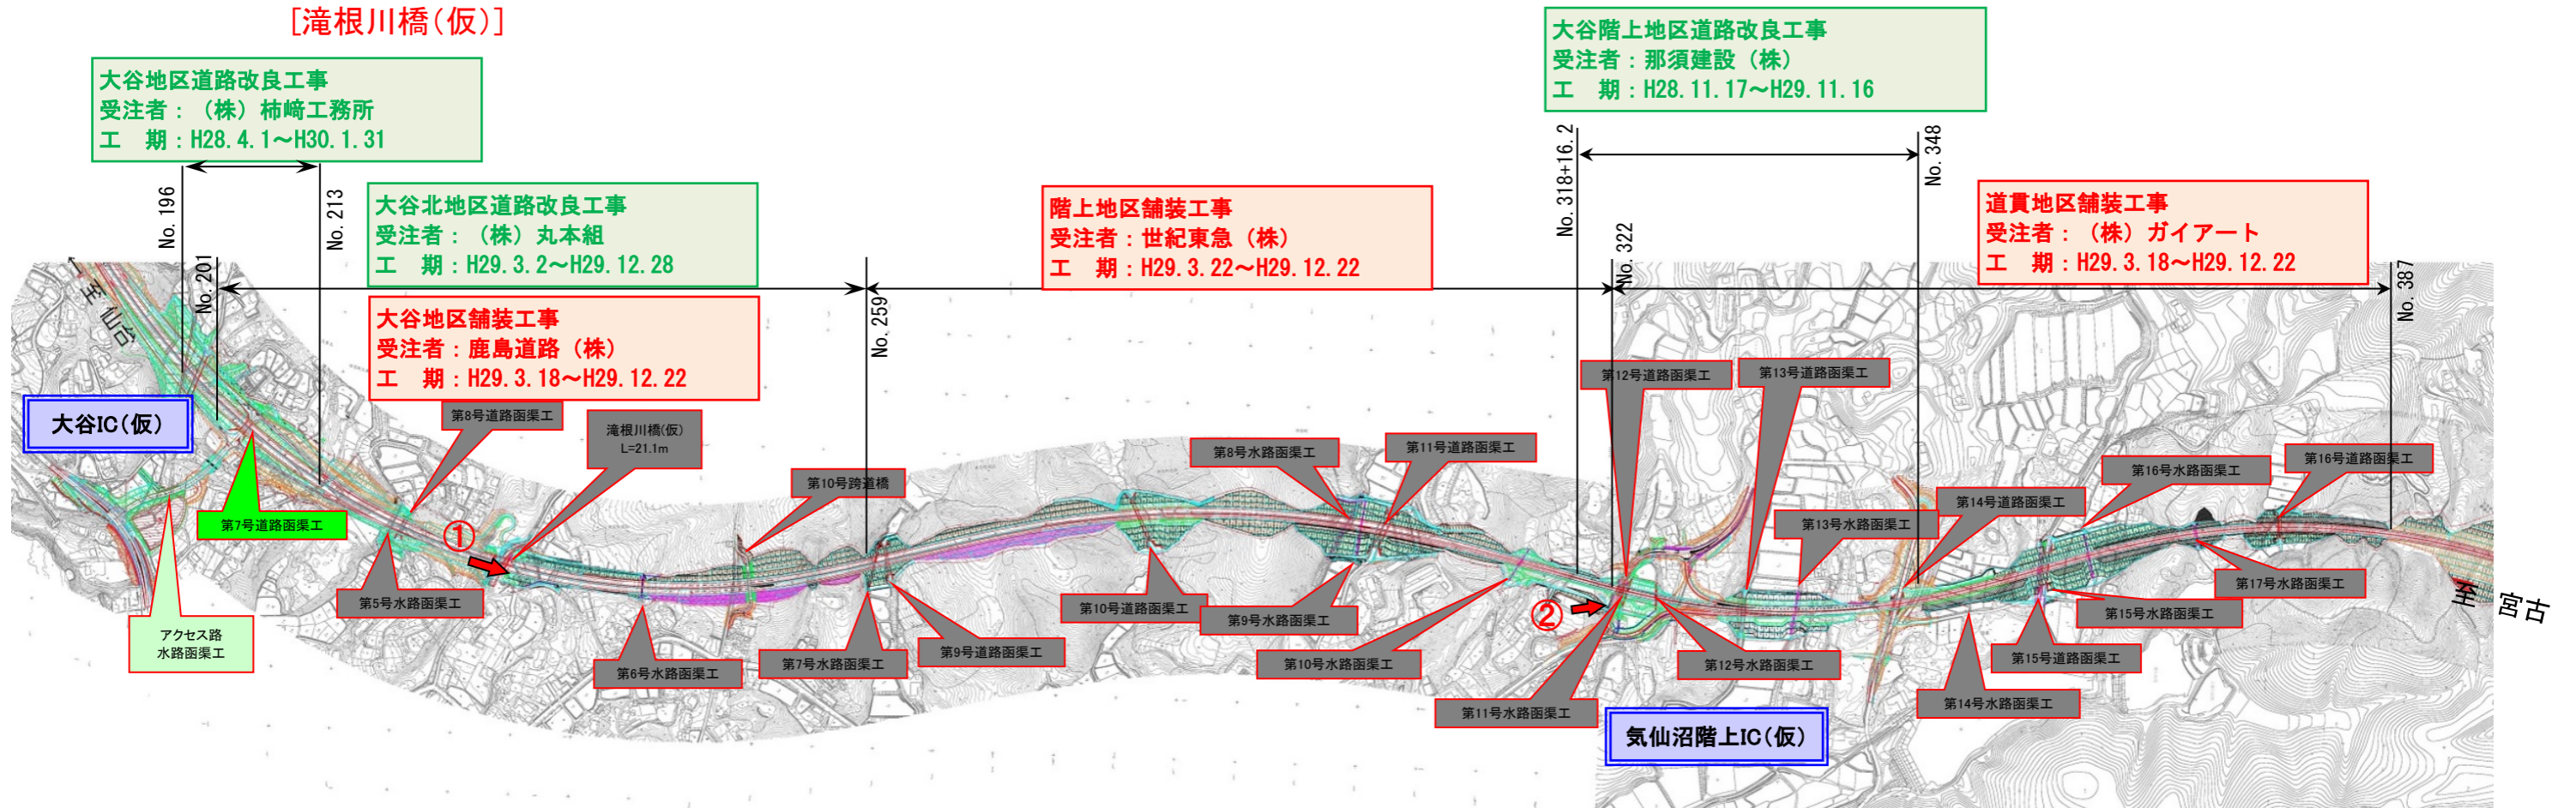 [滝根川橋(仮)]
大谷地区道路改良工事
受注者：（株）柿﨑工務所
工　期：H28.4.1～H30.1.31
大谷北地区道路改良工事
受注者：（株）丸本組
工　期：H29.3.2～H29.12.28
大谷地区舗装工事
受注者：鹿島道路（株）
工　期：H29.3.18～H29.12.22
階上地区舗装工事
受注者：世紀東急（株）
工　期：H29.3.22～H29.12.22
大谷階上地区道路改良工事
受注者：那須建設（株）
工　期：H28.11.17～H29.11.16
道貫地区舗装工事
受注者：（株）ガイアート
工　期：H29.3.18～H29.12.22
No.196
No.201
No.213
No.259
No.318+16.2
No.322
No.348
No.387
至 仙台
大谷IC(仮)
第7号道路函渠工
アクセス路
水路函渠工
第8号道路函渠工
滝根川橋(仮)
L=21.1m
①
第5号水路函渠工
第6号水路函渠工
第10号跨道橋
第7号水路函渠工
第9号道路函渠工
第10号道路函渠工
第8号水路函渠工
第11号道路函渠工
第9号水路函渠工
第10号水路函渠工
②
第11号水路函渠工
第12号道路函渠工
第13号道路函渠工
第12号水路函渠工
第13号水路函渠工
気仙沼階上IC(仮)
第14号道路函渠工
第14号水路函渠工
第15号道路函渠工
第15号水路函渠工
第16号水路函渠工
第16号道路函渠工
第17号水路函渠工
至 宮古